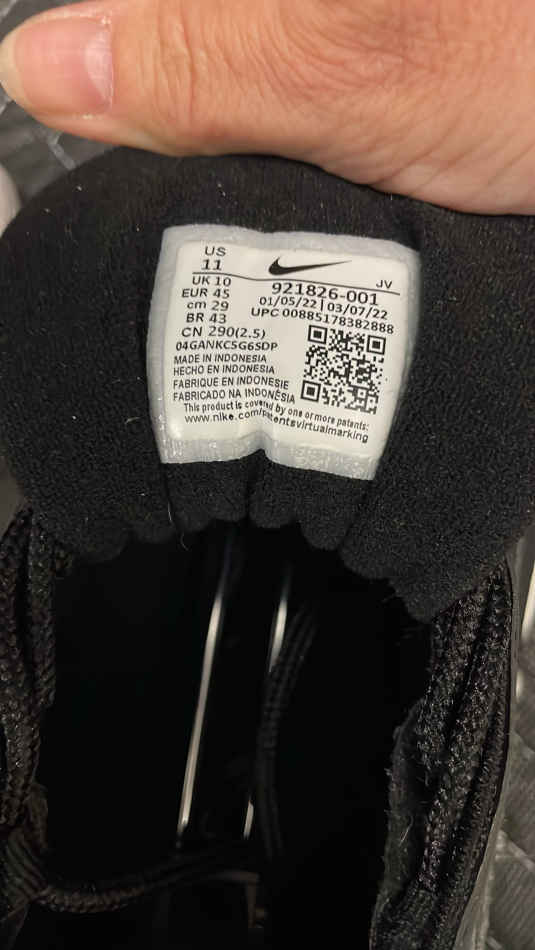 US
11
UK 10
EUR 45
cm 29
BR 43
CN 290(2.5)
JV
921826-001
01/05/22 | 03/07/22
UPC 00885178382888
04GANKC5G6SDP
MADE IN INDONESIA
HECHO EN INDONESIA
FABRIQUE EN INDONESIE
FABRICADO NA INDONÉSIA
This product is covered by one or more patents:
www.nike.com/patentsvirtualmarking